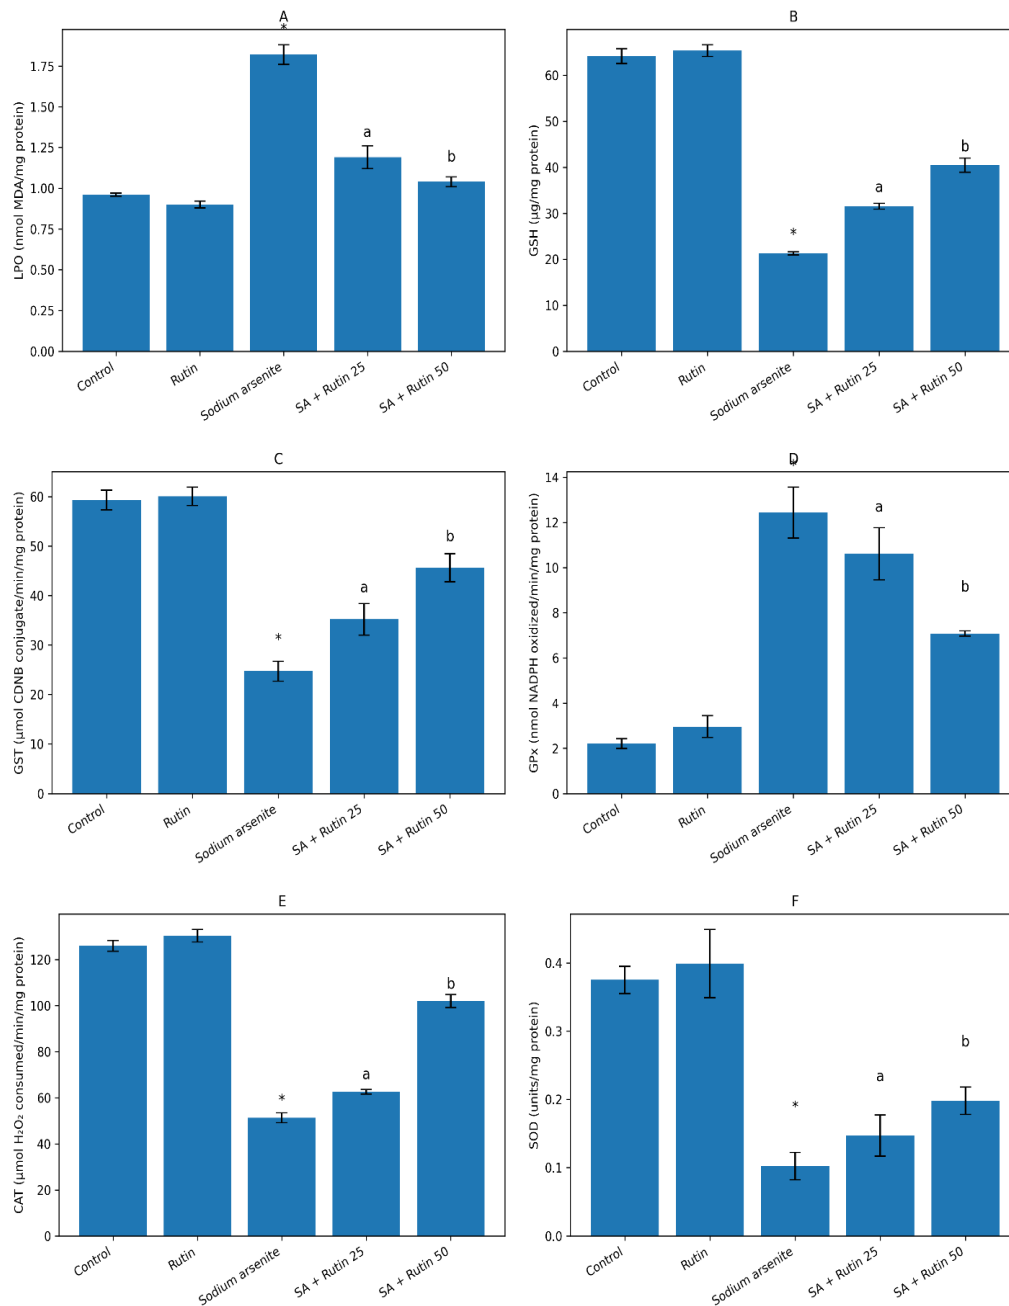 A
*
a
b
LPO (nmol MDA/mg protein)
1.75
1.50
1.25
1.00
0.75
0.50
0.25
0.00
Control
Rutin
Sodium arsenite
SA + Rutin 25
SA + Rutin 50
B
*
a
b
GSH (µg/mg protein)
60
50
40
30
20
10
0
Control
Rutin
Sodium arsenite
SA + Rutin 25
SA + Rutin 50
C
*
a
b
GST (µmol CDNB conjugate/min/mg protein)
60
50
40
30
20
10
0
Control
Rutin
Sodium arsenite
SA + Rutin 25
SA + Rutin 50
D
*
a
b
GPx (nmol NADPH oxidized/min/mg protein)
14
12
10
8
6
4
2
0
Control
Rutin
Sodium arsenite
SA + Rutin 25
SA + Rutin 50
E
*
a
b
CAT (µmol H₂O₂ consumed/min/mg protein)
120
100
80
60
40
20
0
Control
Rutin
Sodium arsenite
SA + Rutin 25
SA + Rutin 50
F
*
a
b
SOD (units/mg protein)
0.4
0.3
0.2
0.1
0.0
Control
Rutin
Sodium arsenite
SA + Rutin 25
SA + Rutin 50